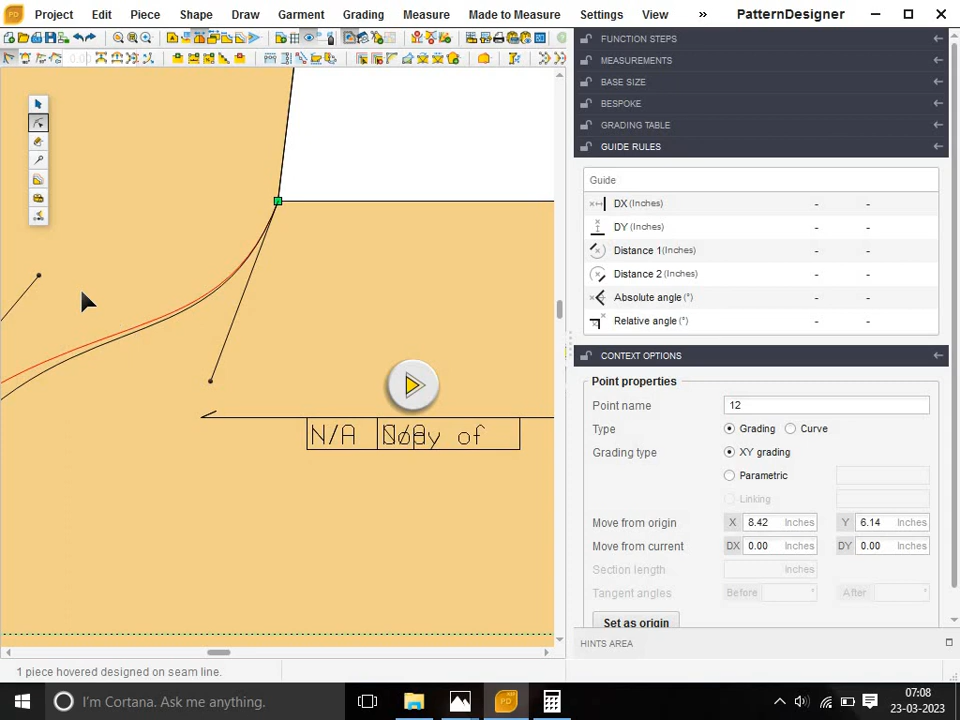 Project Edit Piece Shape Draw Garment Grading Measure Made to Measure Settings View » PatternDesigner
FUNCTION STEPS
MEASUREMENTS
BASE SIZE
BESPOKE
GRADING TABLE
GUIDE RULES
Guide
DX (Inches) - -
DY (Inches) - -
Distance 1(Inches) - -
Distance 2 (Inches) - -
Absolute angle (°) - -
Relative angle (°) - -
CONTEXT OPTIONS
Point properties
Point name 12
Type Grading Curve
Grading type XY grading
Parametric
Linking
Move from origin X 8.42 Inches Y 6.14 Inches
Move from current DX 0.00 Inches DY 0.00 Inches
Section length Inches
Tangent angles Before ° After °
Set as origin
HINTS AREA
N/A Copy of
1 piece hovered designed on seam line.
I'm Cortana. Ask me anything.
07:08
23-03-2023